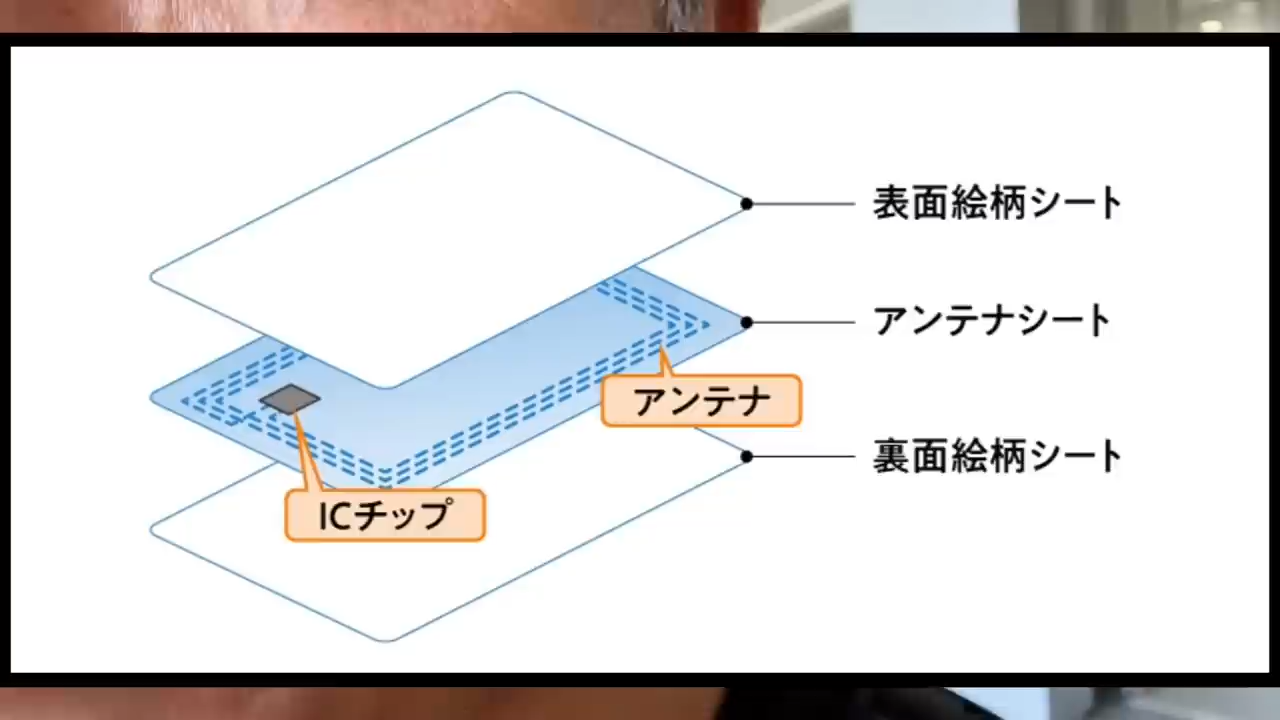 表面絵柄シート
アンテナシート
アンテナ
裏面絵柄シート
ICチップ